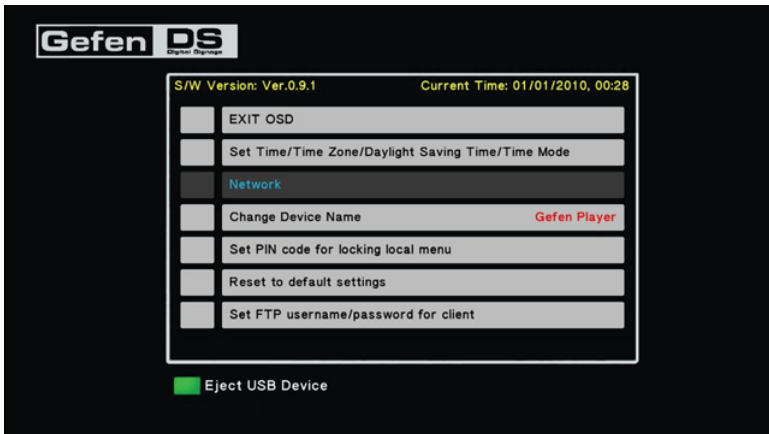 Gefen DS
Digital Signage
S/W Version: Ver.0.9.1 Current Time: 01/01/2010, 00:28
EXIT OSD
Set Time/Time Zone/Daylight Saving Time/Time Mode
Network
Change Device Name Gefen Player
Set PIN code for locking local menu
Reset to default settings
Set FTP username/password for client
Eject USB Device